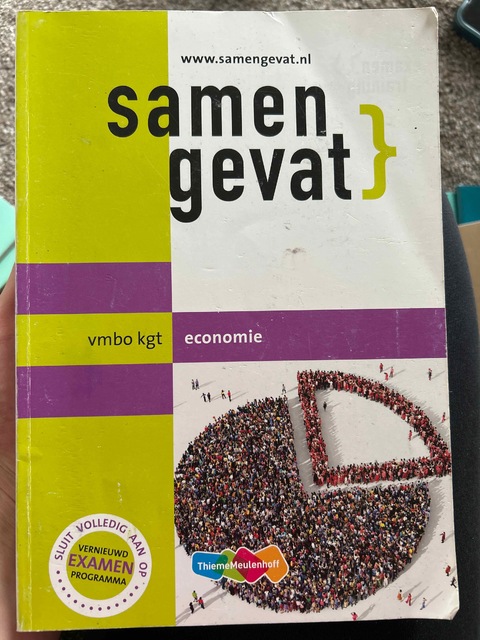 www.samengevat.nl
samen
gevat}
vmbo kgt
economie
SLUIT VOLLEDIG AAN OP
VERNIEUWD
EXAMEN
PROGRAMMA
ThiemeMeulenhoff